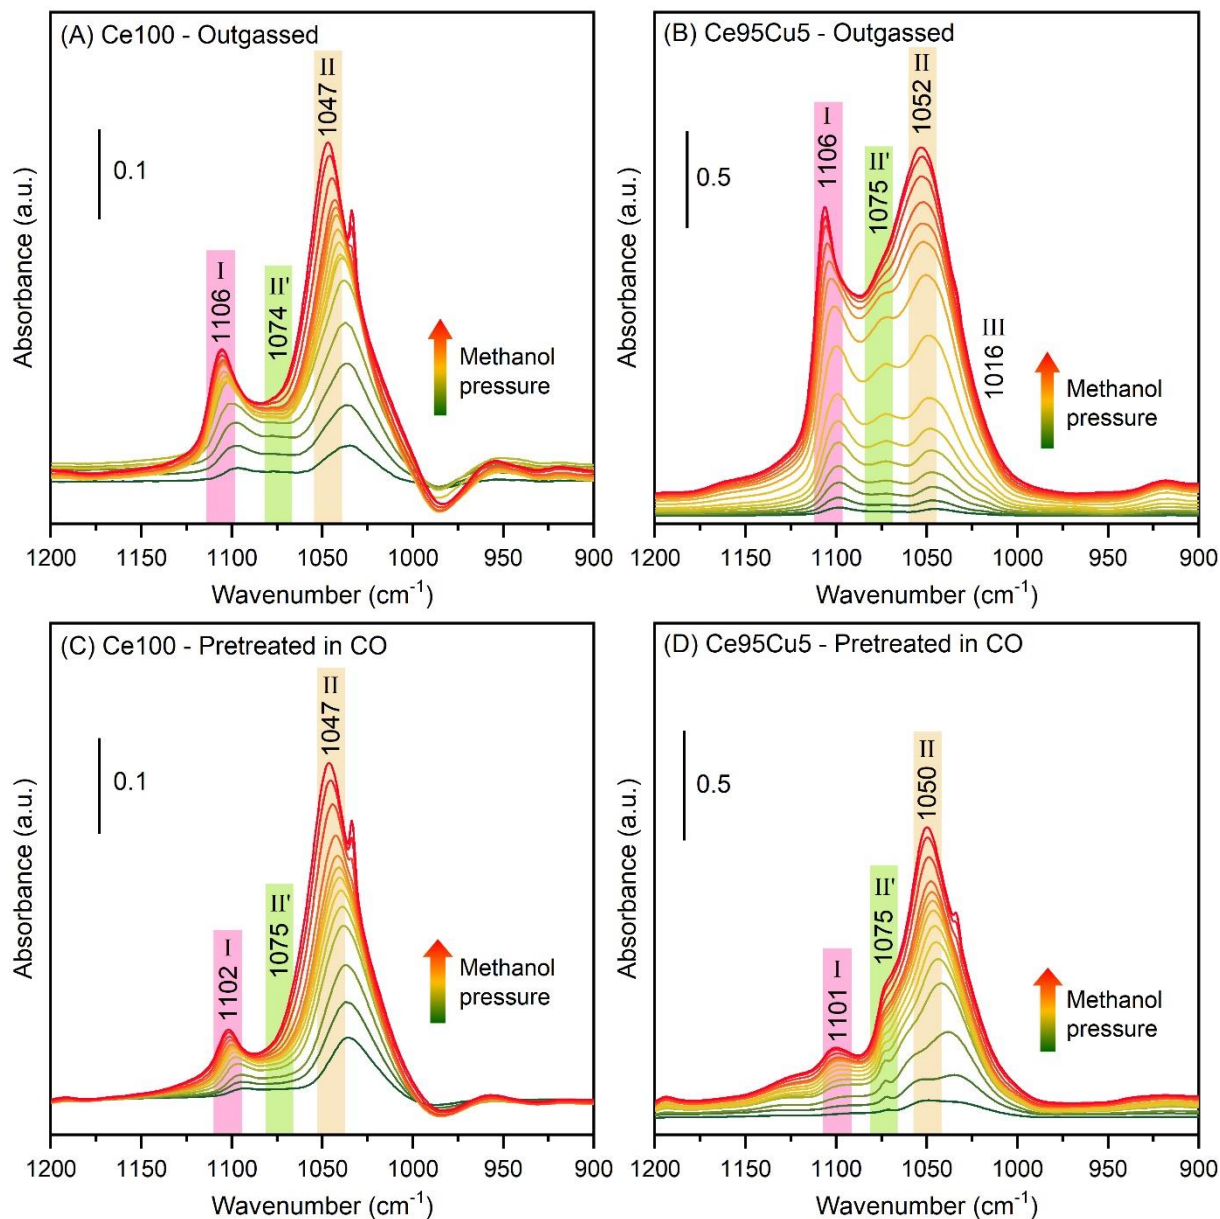 (A) Ce100 - Outgassed
II
1047
I
1106
II'
1074
0.1
Methanol
pressure
Absorbance (a.u.)
1200 1150 1100 1050 1000 950 900
Wavenumber (cm⁻¹)
(B) Ce95Cu5 - Outgassed
II
1052
I
1106
II'
1075
0.5
III
1016
Methanol
pressure
Absorbance (a.u.)
1200 1150 1100 1050 1000 950 900
Wavenumber (cm⁻¹)
(C) Ce100 - Pretreated in CO
II
1047
0.1
II'
1075
I
1102
Methanol
pressure
Absorbance (a.u.)
1200 1150 1100 1050 1000 950 900
Wavenumber (cm⁻¹)
(D) Ce95Cu5 - Pretreated in CO
II
1050
0.5
II'
1075
I
1101
Methanol
pressure
Absorbance (a.u.)
1200 1150 1100 1050 1000 950 900
Wavenumber (cm⁻¹)